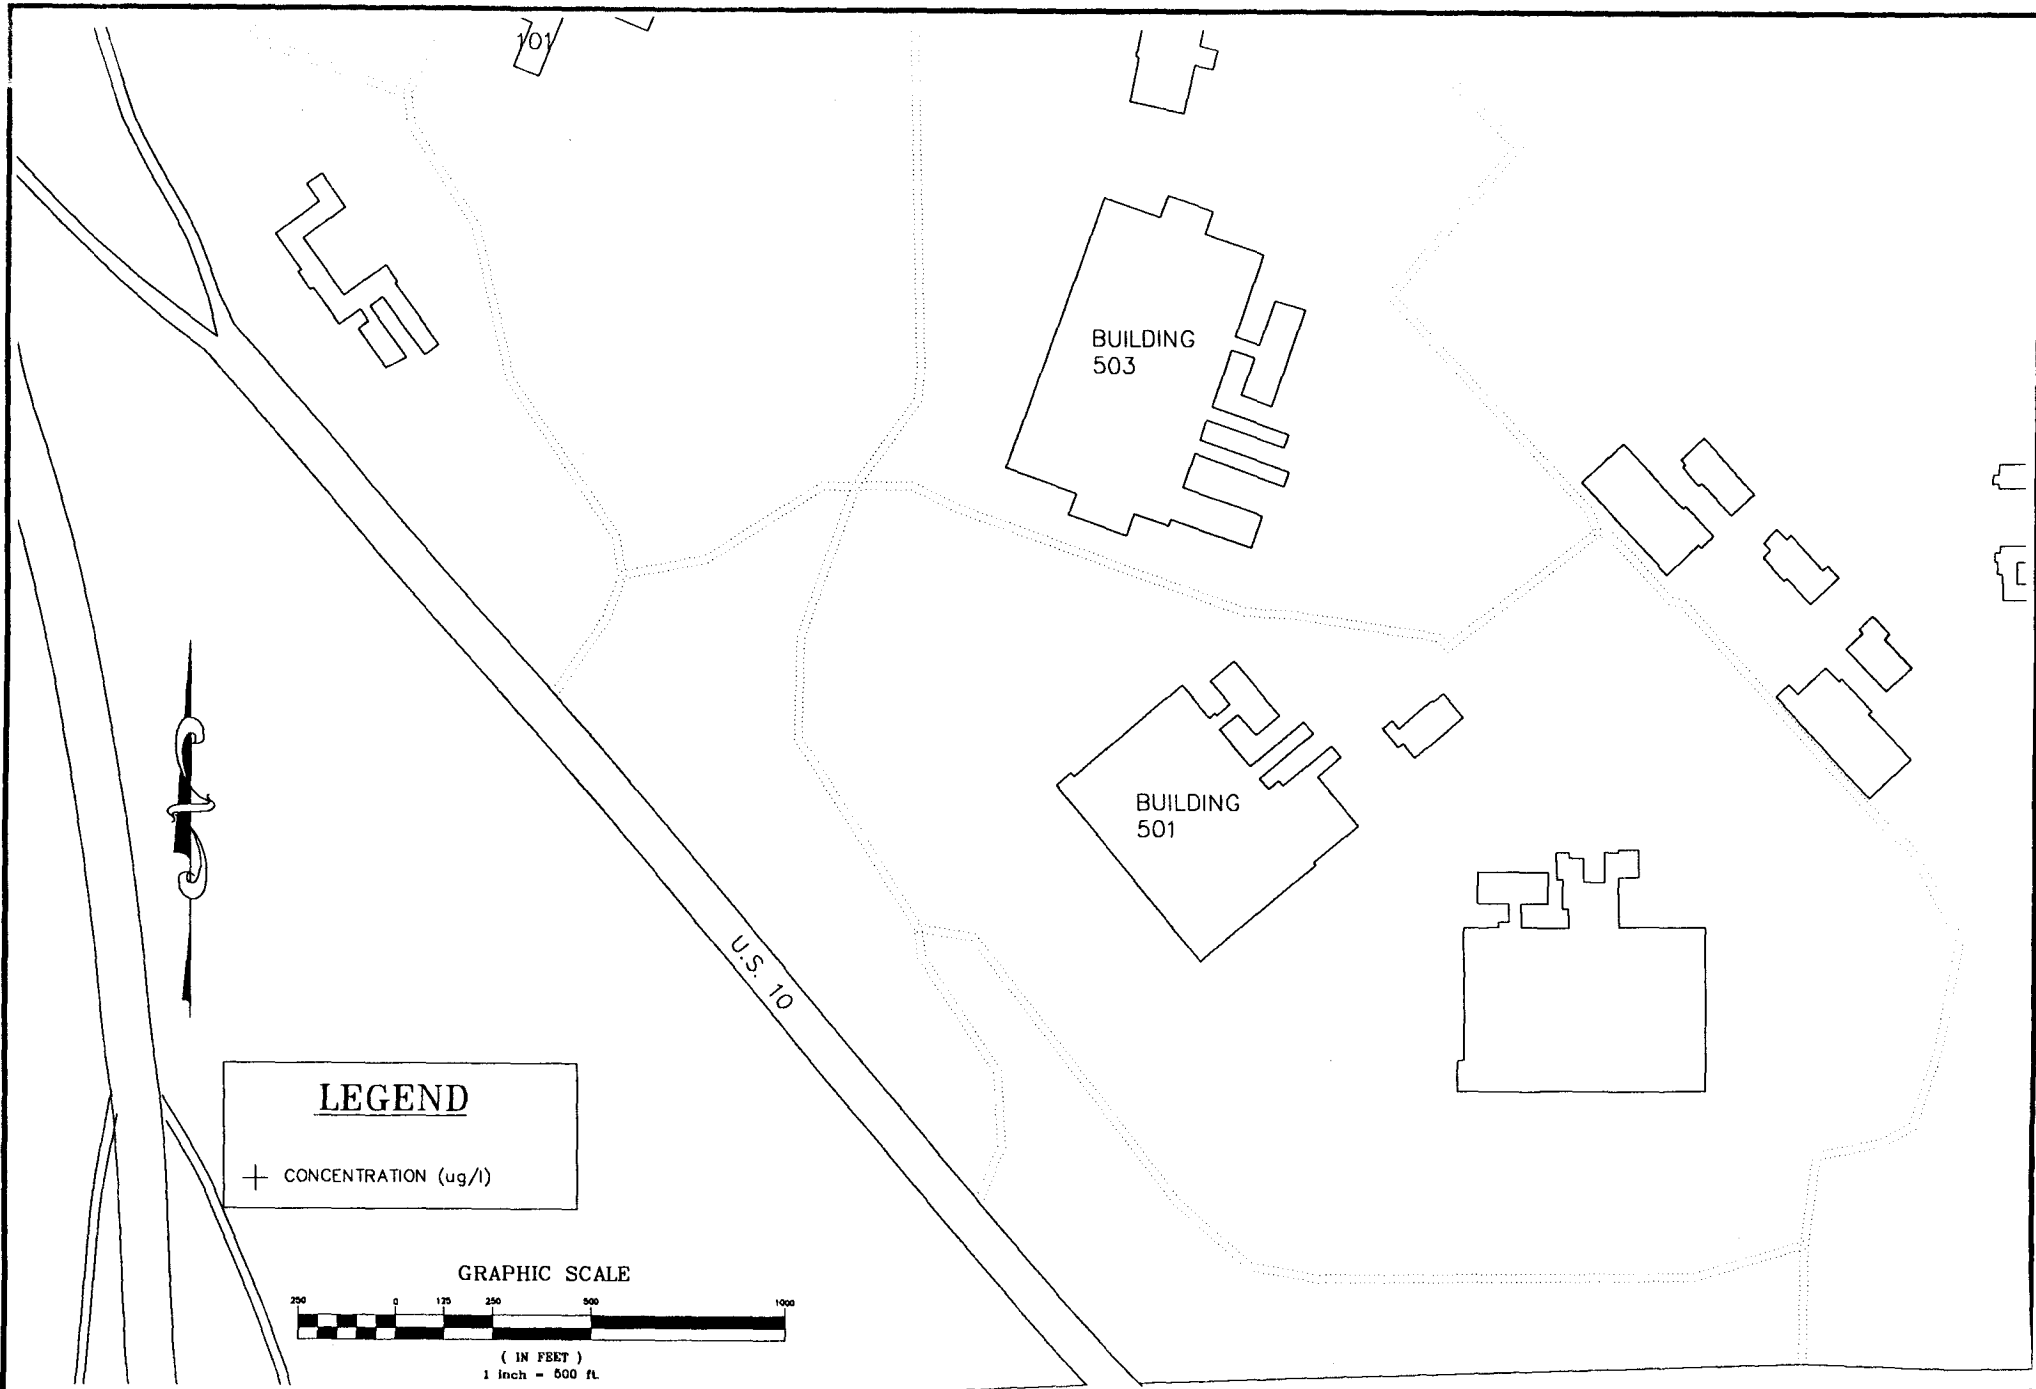 101
BUILDING
503
BUILDING
501
U.S. 10
LEGEND
CONCENTRATION (ug/l)
GRAPHIC SCALE
250 0 125 250 500 1000
( IN FEET )
1 inch = 500 ft.